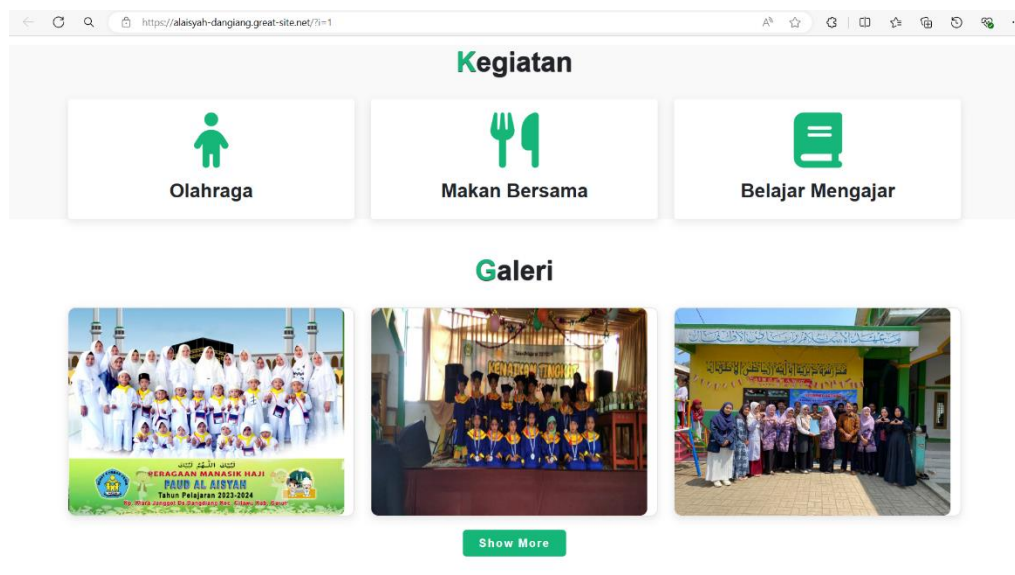 https://alaisyah-dangiang.great-site.net/?i=1
Kegiatan
Olahraga
Makan Bersama
Belajar Mengajar
Galeri
PERAGAAN MANASIK HAJI
PAUD AL AISYAH
Tahun Pelajaran 2023-2024
KENAIKAN TINGKAT
Show More